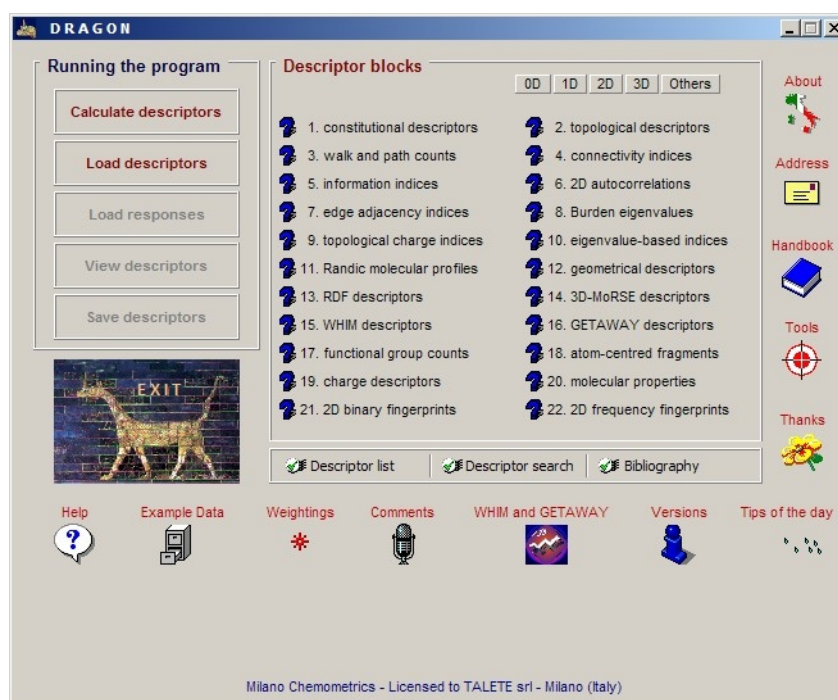 DRAGON
Running the program
Calculate descriptors
Load descriptors
Load responses
View descriptors
Save descriptors
EXIT
Descriptor blocks
0D 1D 2D 3D Others
1. constitutional descriptors
2. topological descriptors
3. walk and path counts
4. connectivity indices
5. information indices
6. 2D autocorrelations
7. edge adjacency indices
8. Burden eigenvalues
9. topological charge indices
10. eigenvalue-based indices
11. Randic molecular profiles
12. geometrical descriptors
13. RDF descriptors
14. 3D-MoRSE descriptors
15. WHIM descriptors
16. GETAWAY descriptors
17. functional group counts
18. atom-centred fragments
19. charge descriptors
20. molecular properties
21. 2D binary fingerprints
22. 2D frequency fingerprints
Descriptor list
Descriptor search
Bibliography
About
Address
Handbook
Tools
Thanks
Help
Example Data
Weightings
Comments
WHIM and GETAWAY
Versions
Tips of the day
Milano Chemometrics - Licensed to TALETE srl - Milano (Italy)